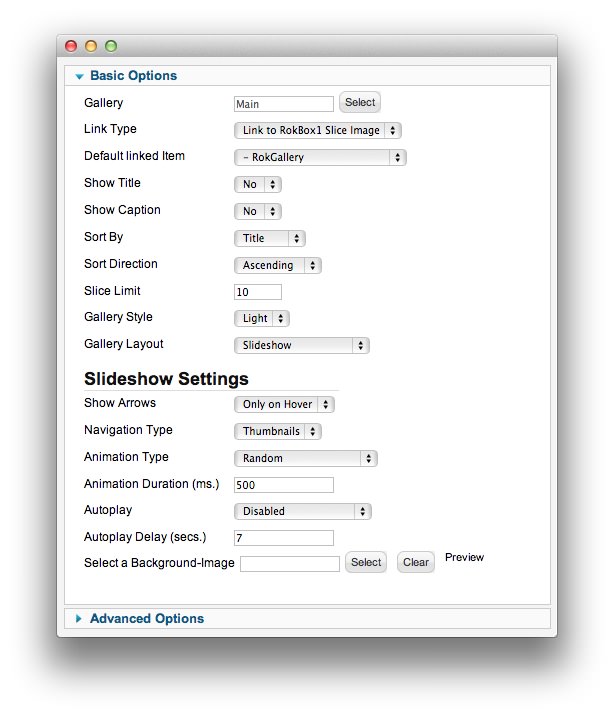 Basic Options
Gallery Main Select
Link Type Link to RokBox1 Slice Image
Default linked Item - RokGallery
Show Title No
Show Caption No
Sort By Title
Sort Direction Ascending
Slice Limit 10
Gallery Style Light
Gallery Layout Slideshow
Slideshow Settings
Show Arrows Only on Hover
Navigation Type Thumbnails
Animation Type Random
Animation Duration (ms.) 500
Autoplay Disabled
Autoplay Delay (secs.) 7
Select a Background-Image Select Clear Preview
Advanced Options